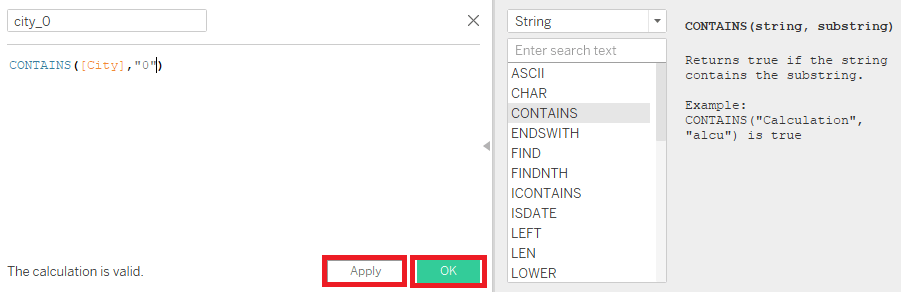 city_0
CONTAINS([City],"0")
The calculation is valid.
Apply
OK
String
Enter search text
ASCII
CHAR
CONTAINS
ENDSWITH
FIND
FINDNTH
ICONTAINS
ISDATE
LEFT
LEN
LOWER
CONTAINS(string, substring)
Returns true if the string
contains the substring.
Example:
CONTAINS("Calculation",
"alcu") is true